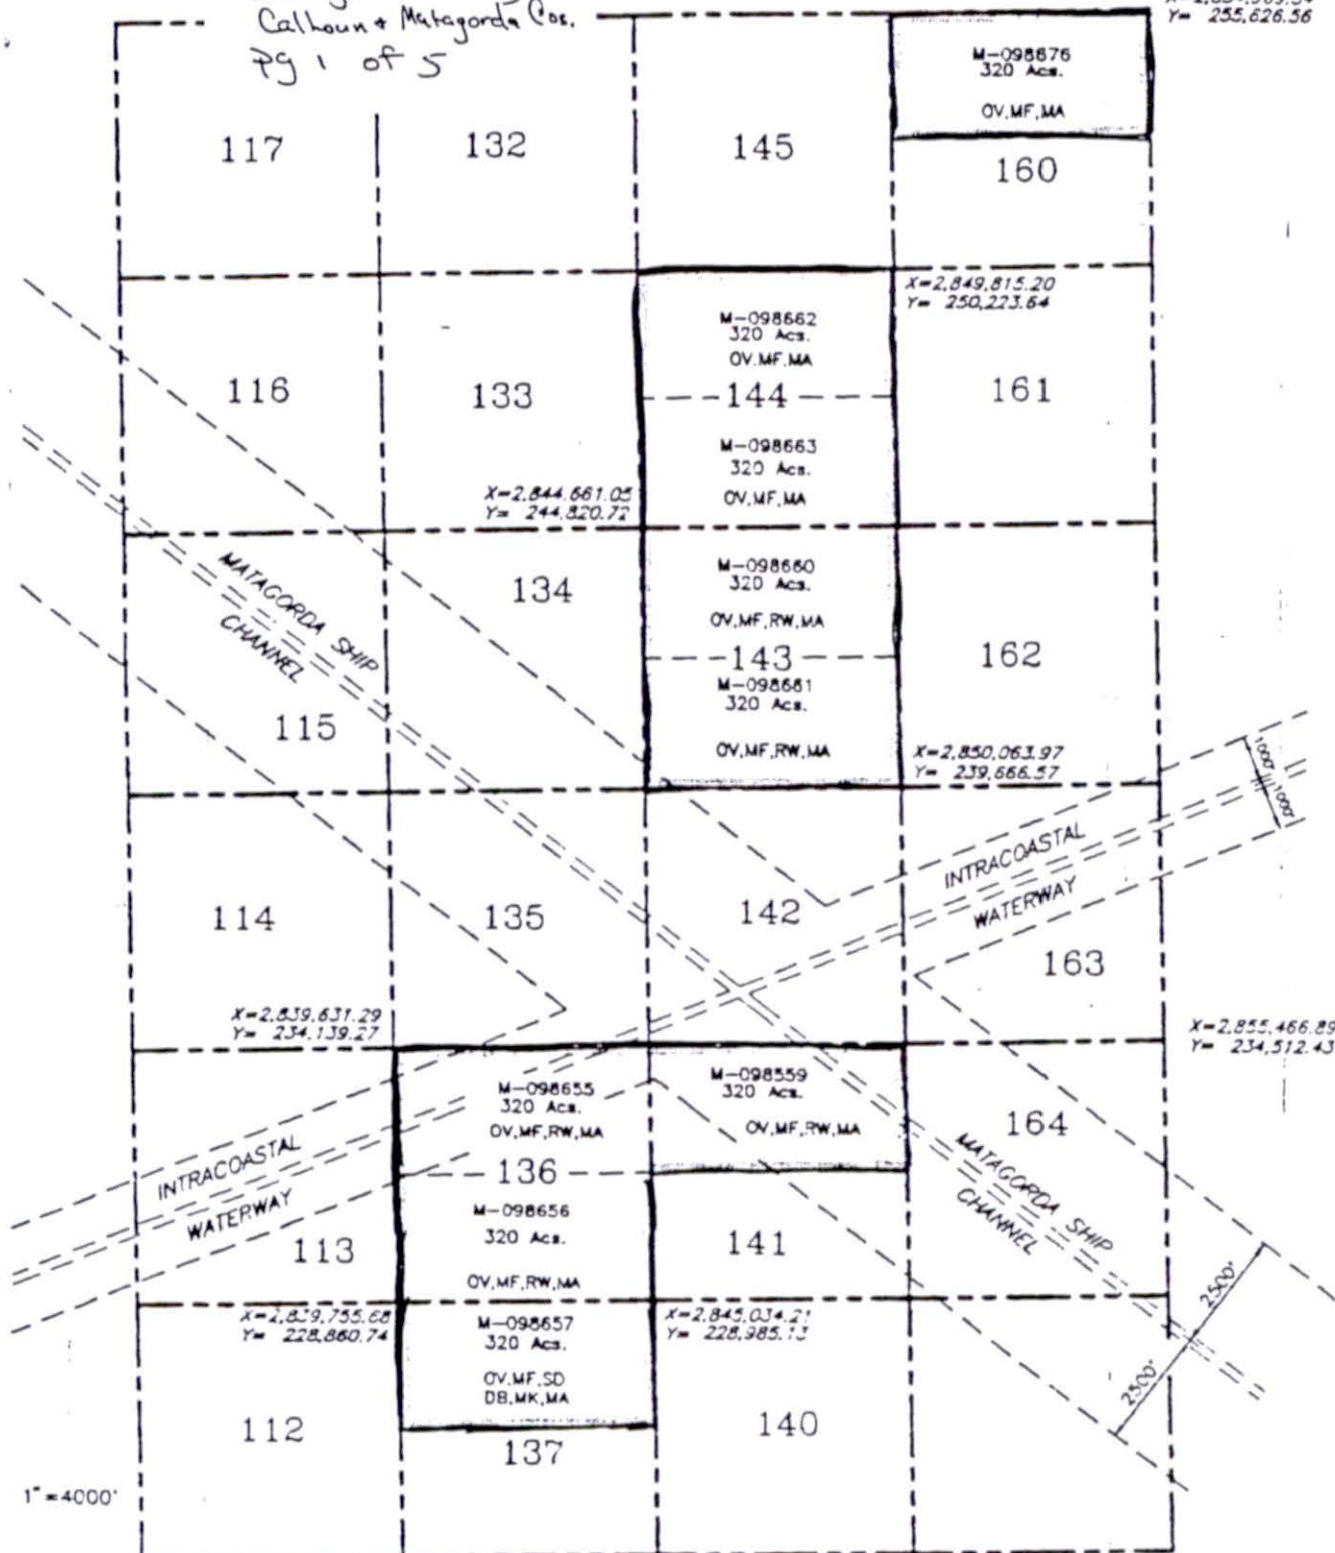 Calhoun & Matagorda Cos.
Pg 1 of 5
Y= 255,626.56
M-098676
320 Acs.
OV,MF,MA
117
132
145
160
X=2,849,815.20
Y= 250,223.64
M-098662
320 Acs.
OV.MF.MA
116
133
144
161
M-098663
320 Acs.
OV,MF,MA
X=2,844,661.05
Y= 244,820.72
MATAGORDA SHIP
CHANNEL
134
M-098660
320 Acs.
OV,MF,RW,MA
143
162
M-098661
320 Acs.
OV,MF,RW,MA
115
X=2,850,063.97
Y= 239,666.57
1000'
1000'
INTRACOASTAL
WATERWAY
114
135
142
163
X=2,839,631.29
Y= 234,139.27
X=2,855,466.89
Y= 234,512.43
M-098655
320 Acs.
OV,MF,RW,MA
M-098559
320 Acs.
OV,MF,RW,MA
164
INTRACOASTAL
WATERWAY
136
MATAGORDA SHIP
CHANNEL
M-098656
320 Acs.
OV,MF,RW,MA
113
141
2500'
2500'
X=2,839,755.68
Y= 228,860.74
M-098657
320 Acs.
OV,MF,SD
DB,MK,MA
X=2,845,034.21
Y= 228,985.13
112
137
140
1"=4000'